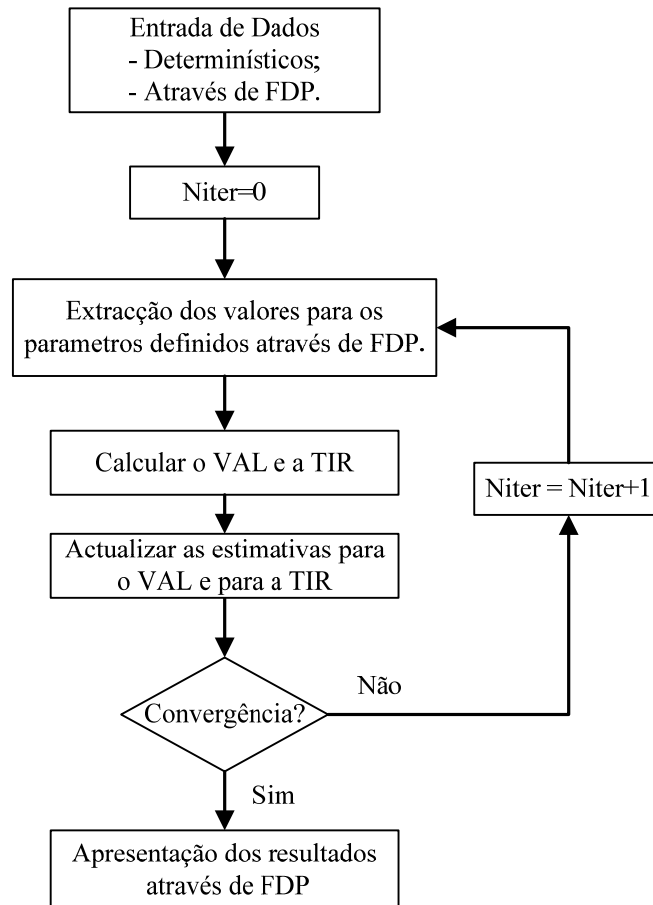 Entrada de Dados
- Determinísticos;
- Através de FDP.
Niter=0
Extracção dos valores para os
parametros definidos através de FDP.
Calcular o VAL e a TIR
Niter = Niter+1
Actualizar as estimativas para
o VAL e para a TIR
Não
Convergência?
Sim
Apresentação dos resultados
através de FDP